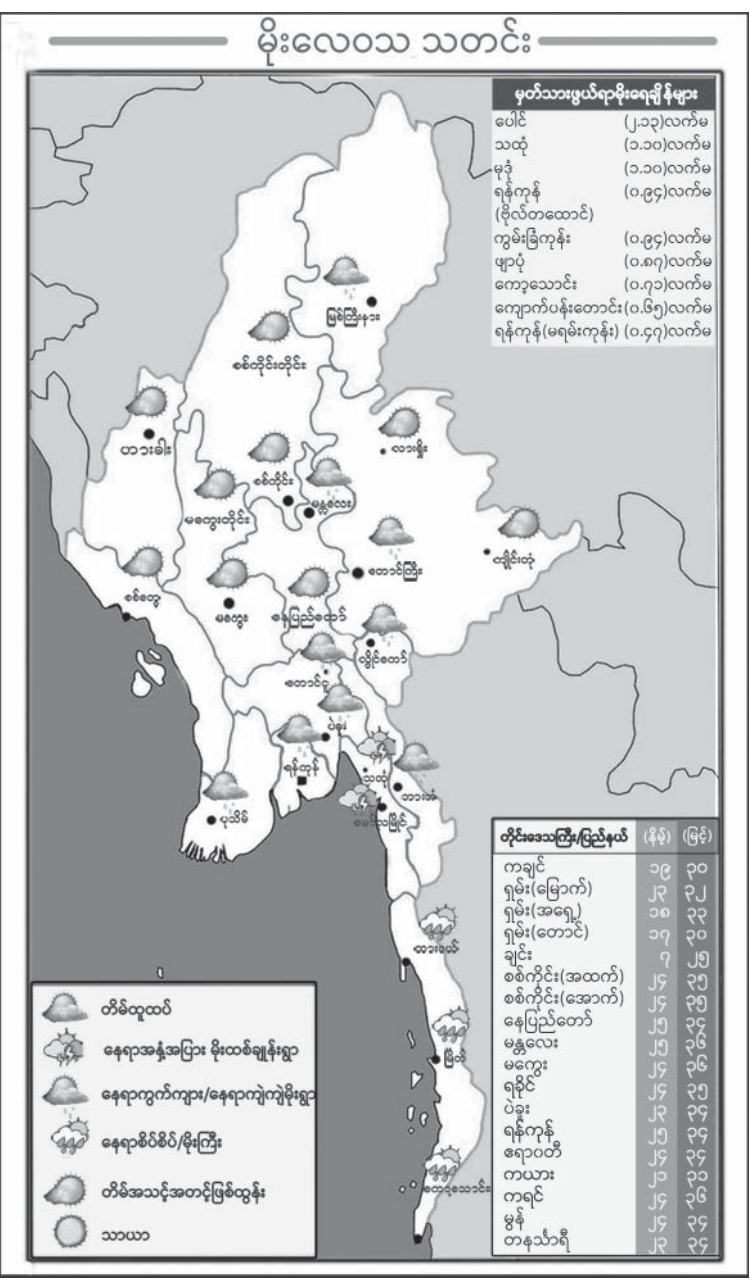 မိုးလေဝသ သတင်း
မှတ်သားဖွယ်ရာမိုးရေချိန်များ
ပေါင် (၂.၁၃)လက်မ
သထုံ (၁.၁၀)လက်မ
မုဒုံ (၁.၁၀)လက်မ
ရန်ကုန် (၀.၉၄)လက်မ
(ဗိုလ်တထောင်)
ကွမ်းခြံကုန်း (၀.၉၄)လက်မ
ဖျာပုံ (၀.၈၇)လက်မ
ကော့သောင်း (၀.၇၁)လက်မ
ကျောက်ပန်းတောင်း(၀.၆၅)လက်မ
ရန်ကုန်(မရမ်းကုန်း) (၀.၄၇)လက်မ
မြစ်ကြီးနား
စစ်ကိုင်းတိုင်း
ဟားခါး
လားရှိုး
စစ်ကိုင်း
မန္တလေး
မကွေးတိုင်း
ကျိုင်းတုံ
တောင်ကြီး
စစ်တွေ
မကွေး
နေပြည်တော်
လွိုင်ကော်
တောင်ငူ
ပဲခူး
ရန်ကုန်
သထုံ
ဘားအံ
ပုသိမ်
မော်လမြိုင်
ထားဝယ်
မြိတ်
ကော့သောင်း
တိမ်ထူထပ်
နေရာအနှံ့အပြား မိုးထစ်ချုန်းရွာ
နေရာကွက်ကျား/နေရာကျဲကျဲမိုးရွာ
နေရာစိပ်စိပ်/မိုးကြီး
တိမ်အသင့်အတင့်ဖြစ်ထွန်း
သာယာ
တိုင်းဒေသကြီး/ပြည်နယ် (နိမ့်) (မြင့်)
ကချင် ၁၉ ၃၀
ရှမ်း(မြောက်) ၂၃ ၃၂
ရှမ်း(အရှေ့) ၁၈ ၃၃
ရှမ်း(တောင်) ၁၇ ၃၀
ချင်း ၇ ၂၅
စစ်ကိုင်း(အထက်) ၂၄ ၃၅
စစ်ကိုင်း(အောက်) ၂၄ ၃၅
နေပြည်တော် ၂၅ ၃၄
မန္တလေး ၂၅ ၃၆
မကွေး ၂၄ ၃၆
ရခိုင် ၂၄ ၃၅
ပဲခူး ၂၃ ၃၄
ရန်ကုန် ၂၅ ၃၄
ဧရာဝတီ ၂၄ ၃၄
ကယား ၂၁ ၃၁
ကရင် ၂၄ ၃၆
မွန် ၂၄ ၃၄
တနင်္သာရီ ၂၃ ၃၄